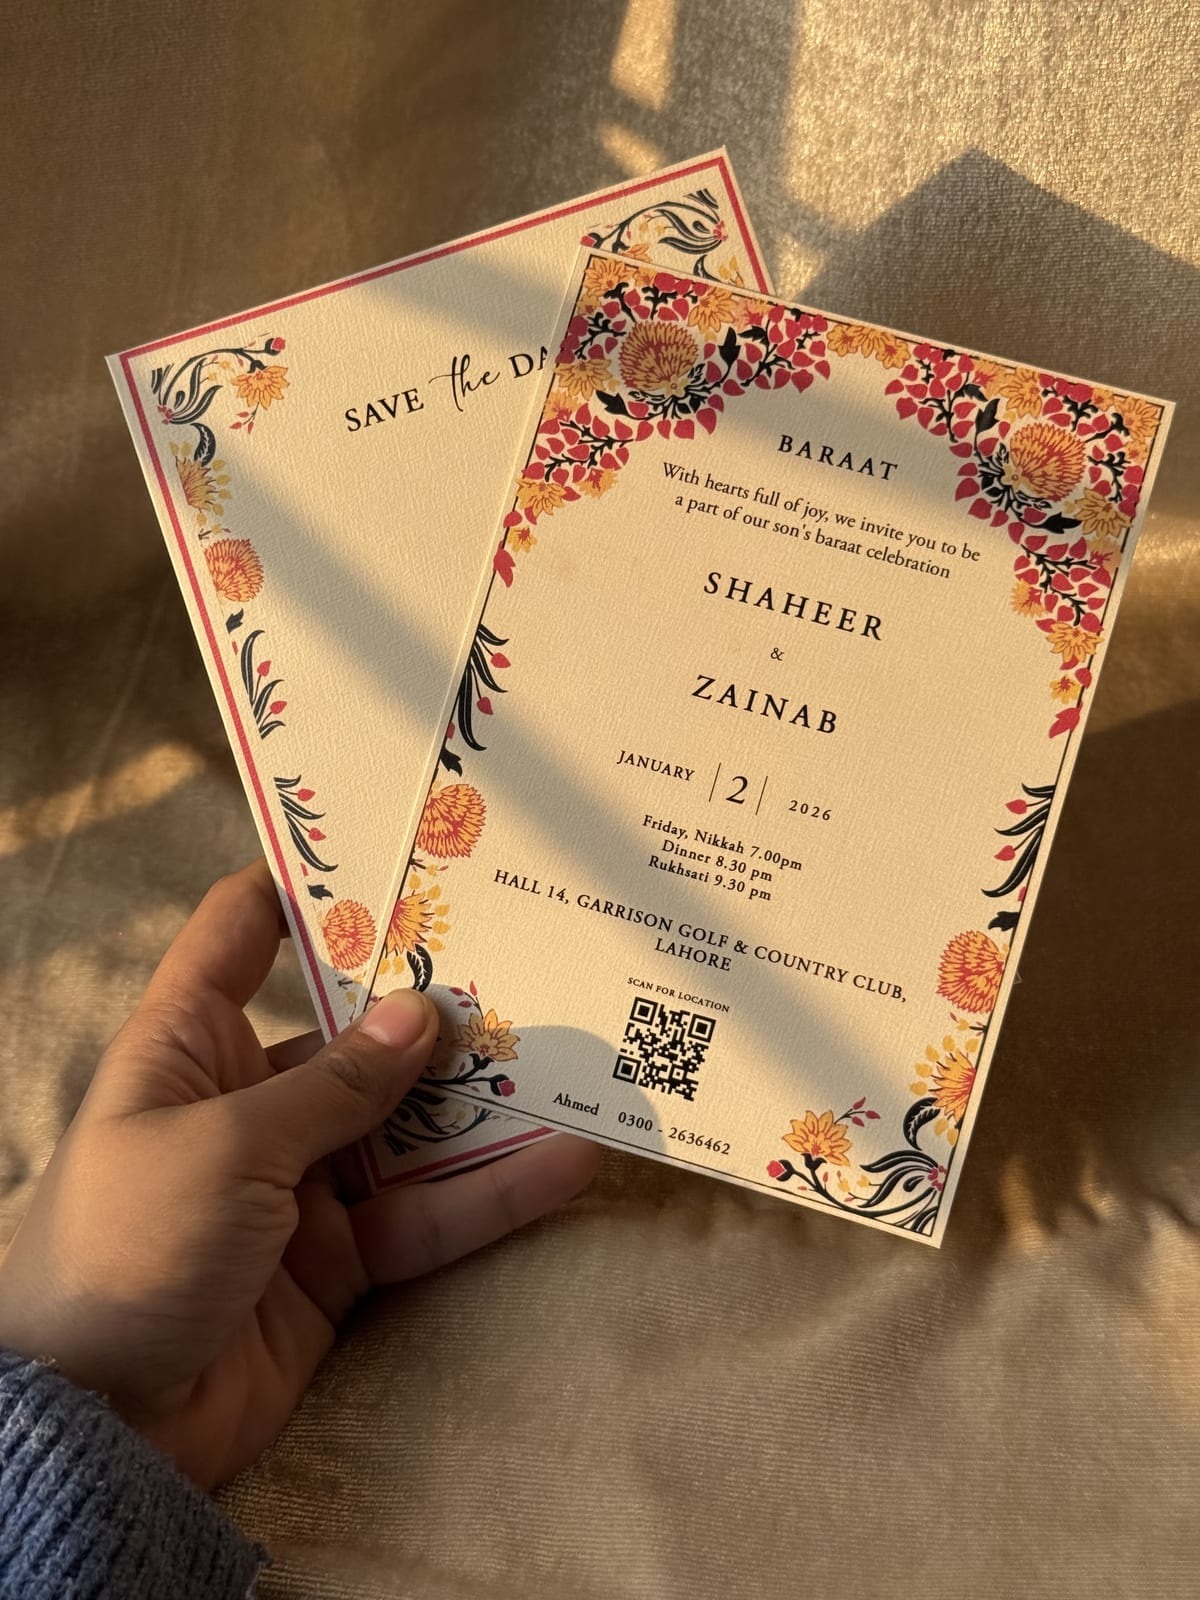 SAVE the DA
BARAAT
With hearts full of joy, we invite you to be
a part of our son's baraat celebration
SHAHEER
&
ZAINAB
JANUARY 2 2026
Friday, Nikkah 7.00pm
Dinner 8.30 pm
Rukhsati 9.30 pm
HALL 14, GARRISON GOLF & COUNTRY CLUB,
LAHORE
SCAN FOR LOCATION
Ahmed 0300 - 2636462